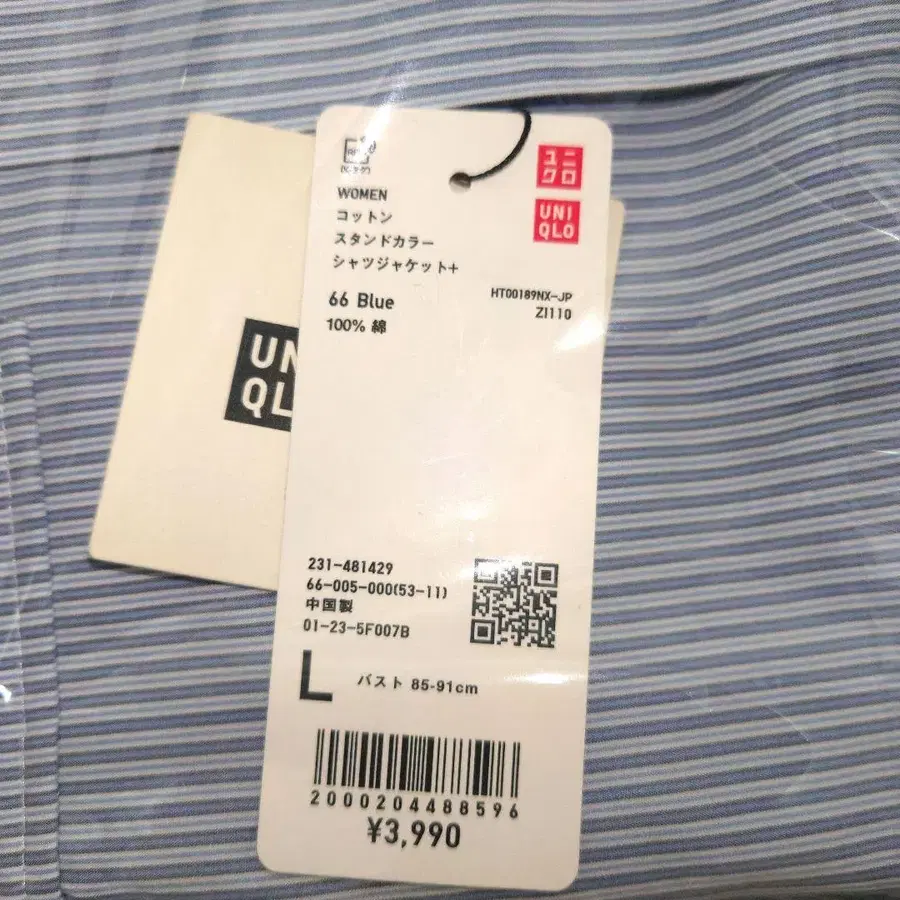 WOMEN
コットン
スタンドカラー
シャツジャケット+
ユニ
クロ
UNI
QLO
66 Blue
100% 綿
HT00189NX-JP
ZI110
UN
QL
231-481429
66-005-000(53-11)
中国製
01-23-5F007B
L バスト 85-91cm
2000204488596
¥3,990